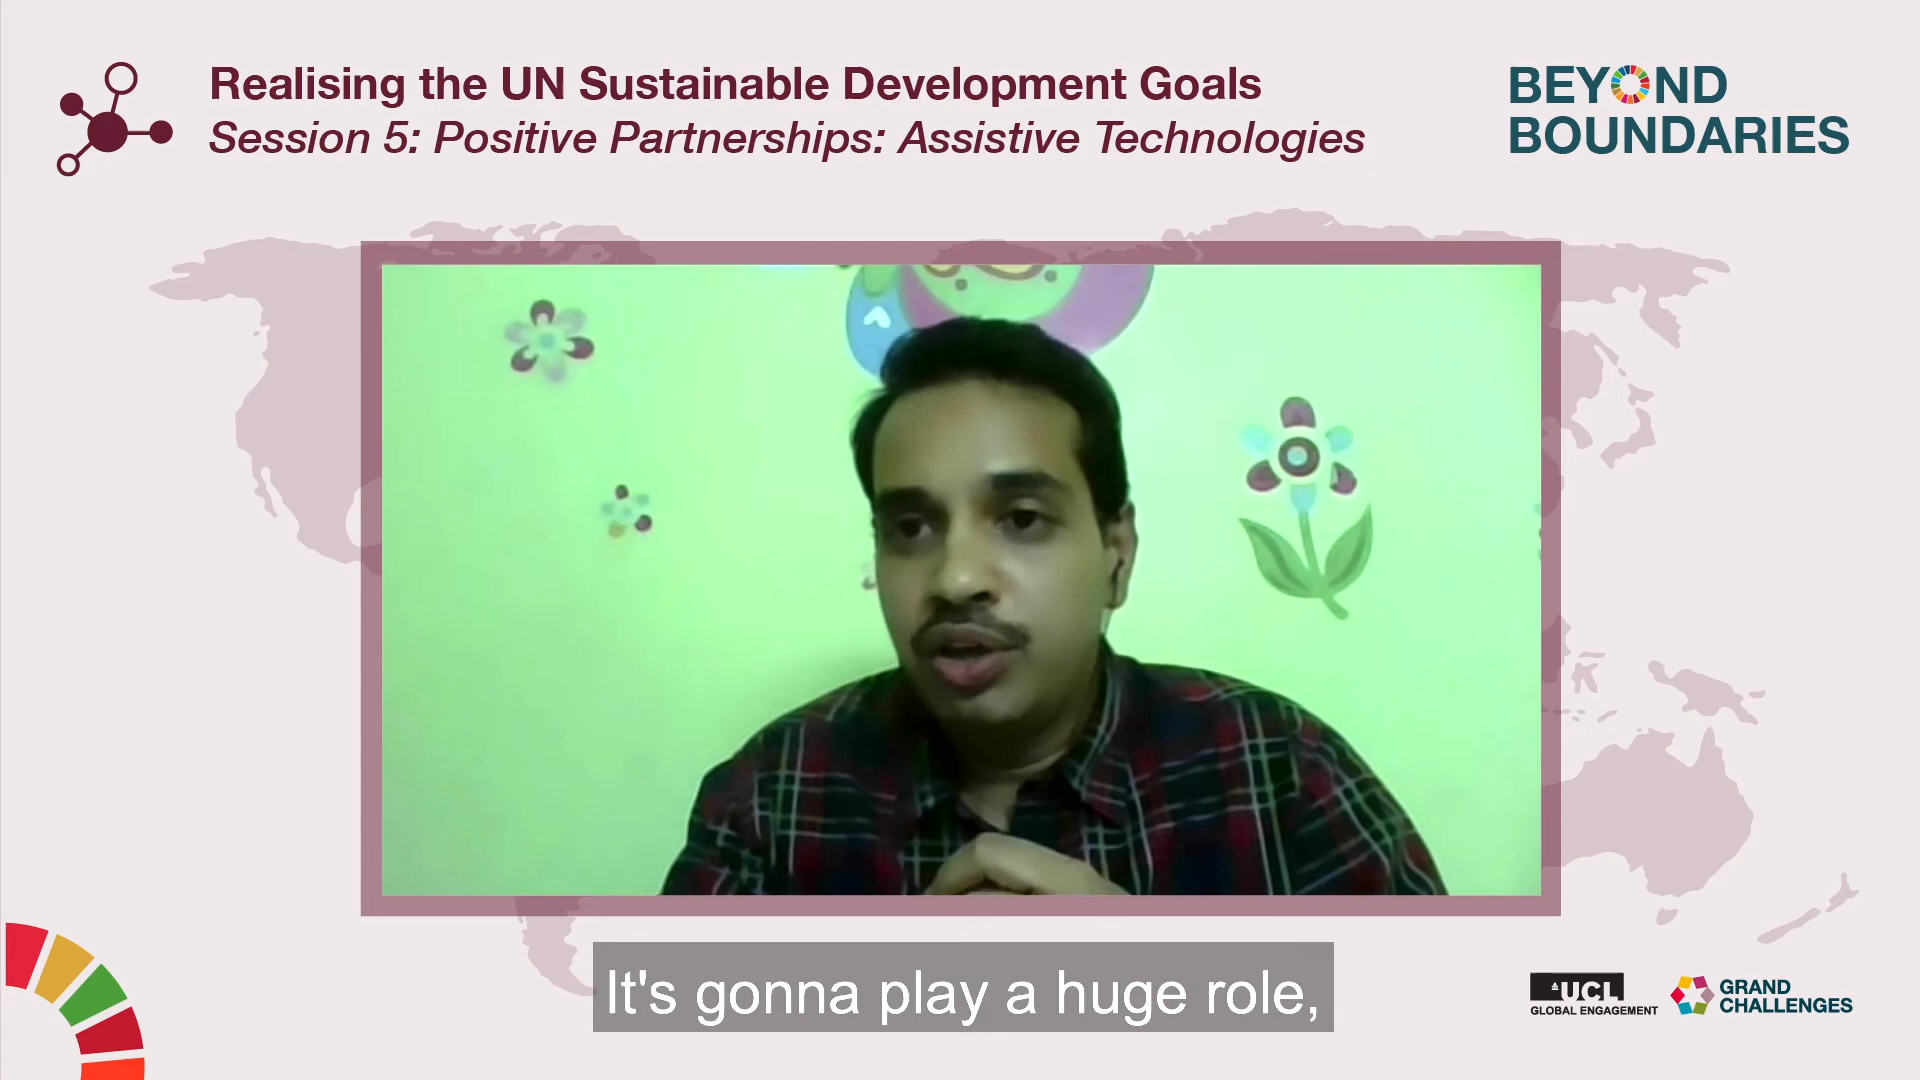 Realising the UN Sustainable Development Goals
Session 5: Positive Partnerships: Assistive Technologies
BEYOND
BOUNDARIES
It's gonna play a huge role,
UCL
GLOBAL ENGAGEMENT
GRAND
CHALLENGES